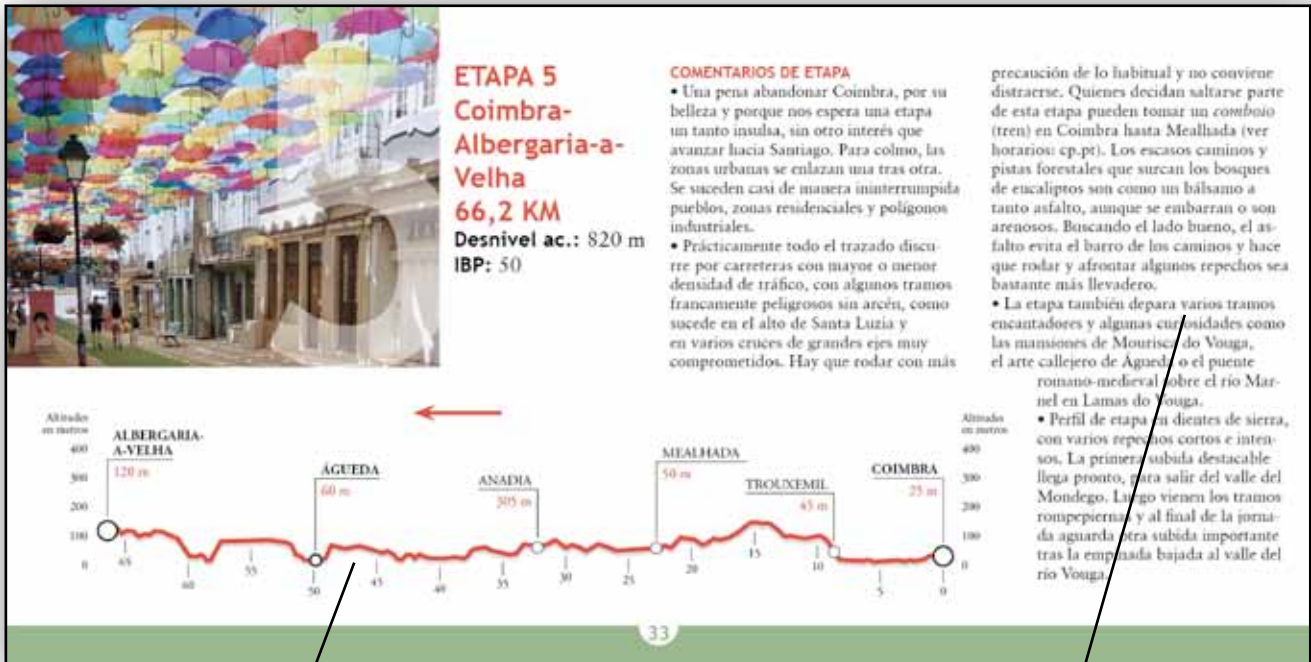 ETAPA 5
Coimbra-
Albergaria-a-
Velha
66,2 KM
Desnivel ac.: 820 m
IBP: 50
COMENTARIOS DE ETAPA
• Una pena abandonar Coimbra, por su
belleza y porque nos espera una etapa
un tanto insulsa, sin otro interés que
avanzar hacia Santiago. Para colmo, las
zonas urbanas se enlazan una tras otra.
Se suceden casi de manera ininterrumpida
pueblos, zonas residenciales y polígonos
industriales.
• Prácticamente todo el trazado discu-
rre por carreteras con mayor o menor
densidad de tráfico, con algunos tramos
francamente peligrosos sin arcén, como
sucede en el alto de Santa Luzia y
en varios cruces de grandes ejes muy
comprometidos. Hay que rodar con más
precaución de lo habitual y no conviene
distraerse. Quienes decidan saltarse parte
de esta etapa pueden tomar un comboio
(tren) en Coimbra hasta Mealhada (ver
horarios: cp.pt). Los escasos caminos y
pistas forestales que surcan los bosques
de eucaliptos son como un bálsamo a
tanto asfalto, aunque se embarran o son
arenosos. Buscando el lado bueno, el as-
falto evita el barro de los caminos y hace
que rodar y afrontar algunos repechos sea
bastante más llevadero.
• La etapa también depara varios tramos
encantadores y algunas curiosidades como
las mansiones de Mourisca do Vouga,
el arte callejero de Águeda o el puente
romano-medieval sobre el río Mar-
nel en Lamas do Vouga.
• Perfil de etapa en dientes de sierra,
con varios repechos cortos e inten-
sos. La primera subida destacable
llega pronto, para salir del valle del
Mondego. Luego vienen los tramos
rompepiernas y al final de la jorna-
da aguarda otra subida importante
tras la empinada bajada al valle del
río Vouga.
5
Altitudes
en metros
400
300
200
100
0
ALBERGARIA-
A-VELHA
120 m
ÁGUEDA
60 m
ANADIA
305 m
MEALHADA
50 m
TROUXEMIL
45 m
COIMBRA
25 m
Altitudes
en metros
400
300
200
100
0
65
60
55
50
45
40
35
30
25
20
15
10
5
0
33